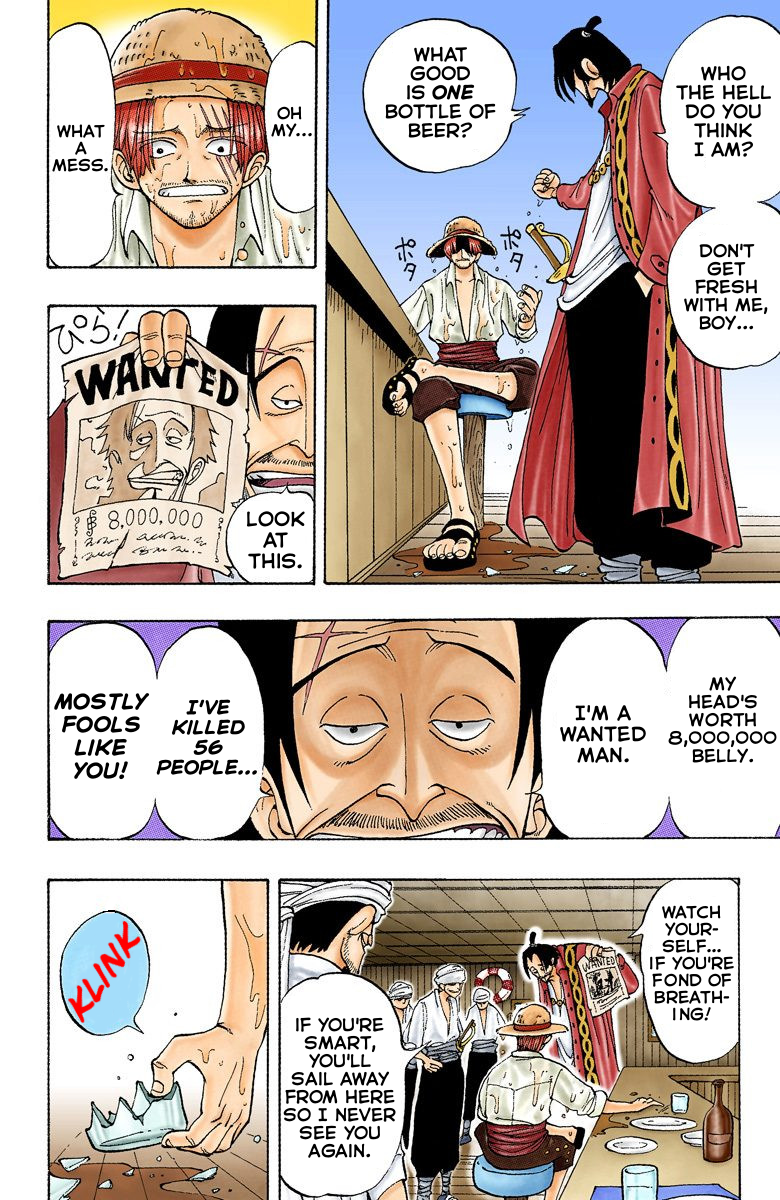 WHO
THE HELL
DO YOU
THINK
I AM?
DON'T
GET
FRESH
WITH ME,
BOY...
WHAT
GOOD
IS ONE
BOTTLE OF
BEER?
ポタ
ポタ
OH
MY...
WHAT
A
MESS.
ぴら!
WANTED
฿ 8,000,000
LOOK
AT
THIS.
MY
HEAD'S
WORTH
8,000,000
BELLY.
I'M A
WANTED
MAN.
I'VE
KILLED
56
PEOPLE...
MOSTLY
FOOLS
LIKE
YOU!
WATCH
YOUR-
SELF...
IF YOU'RE
FOND OF
BREATH-
ING!
WANTED
IF YOU'RE
SMART,
YOU'LL
SAIL AWAY
FROM HERE
SO I NEVER
SEE YOU
AGAIN.
KLINK